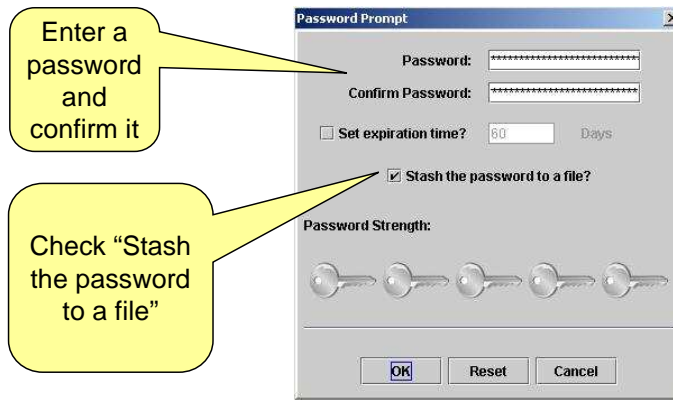 Enter a
password
and
confirm it
Check “Stash
the password
to a file”
Password Prompt
Password: **************************
Confirm Password: **************************
Set expiration time? 60 Days
Stash the password to a file?
Password Strength:
OK Reset Cancel